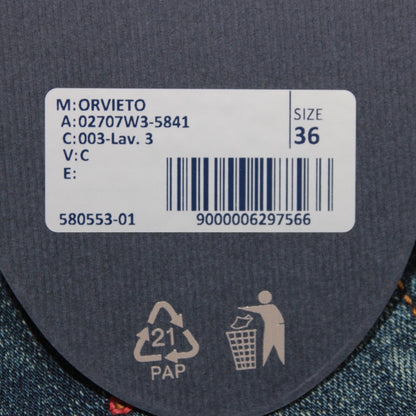 M:ORVIETO
A:02707W3-5841
SIZE
C:003-Lav. 3
36
V:C
E:
580553-01
9000006297566
21
PAP